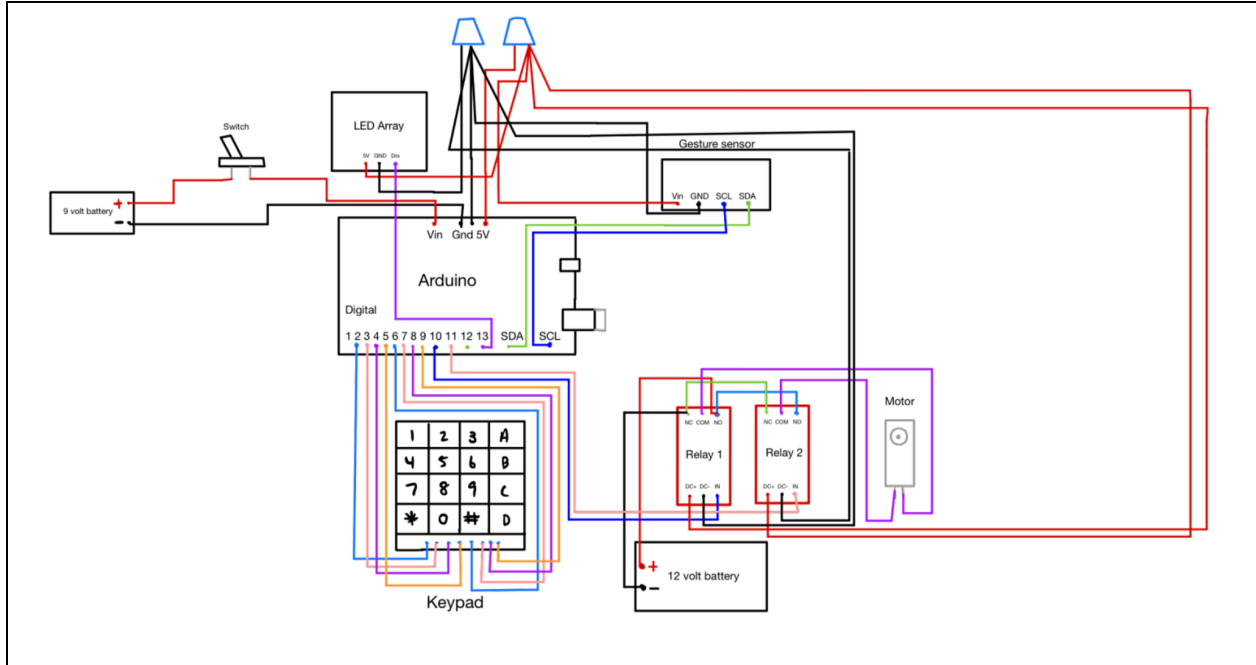 Switch
LED Array
5V GND Din
Gesture sensor
Vin GND SCL SDA
9 volt battery
+
-
Vin Gnd 5V
Arduino
Digital
1 2 3 4 5 6 7 8 9 10 11 12 13 SDA SCL
1 2 3 A
4 5 6 B
7 8 9 C
* 0 # D
Keypad
NC COM NO
Relay 1
DC+ DC- IN
NC COM NO
Relay 2
DC+ DC- IN
Motor
+
-
12 volt battery